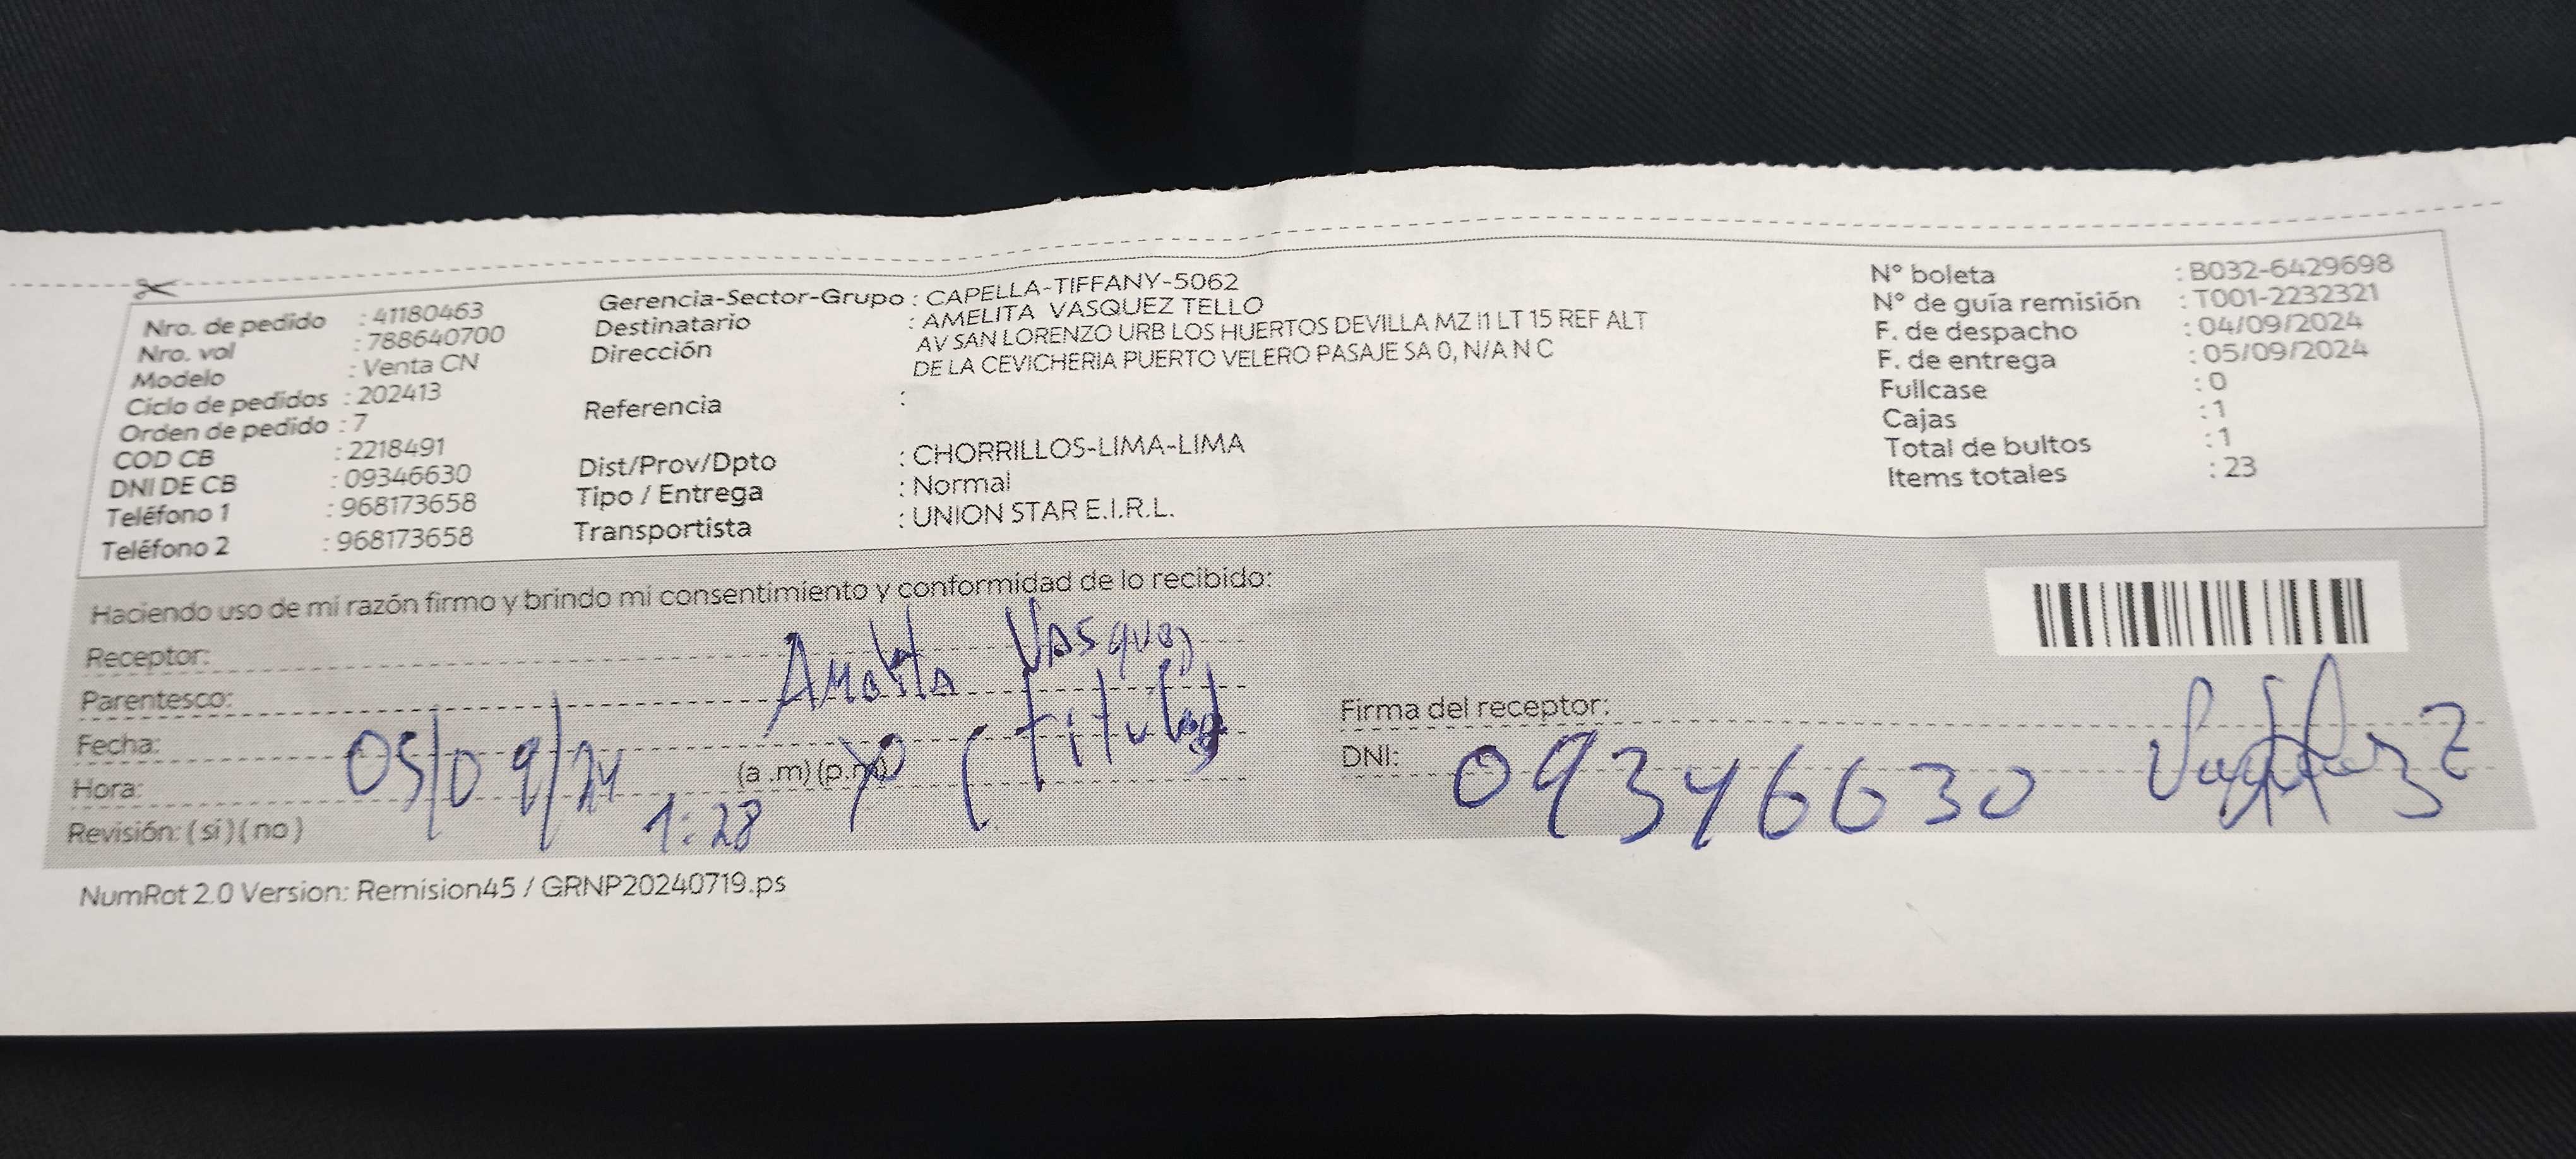 Nro. de pedido : 41180463
Nro. vol : 788640700
Modelo : Venta CN
Ciclo de pedidos : 202413
Orden de pedido : 7
COD CB : 2218491
DNI DE CB : 09346630
Teléfono 1 : 968173658
Teléfono 2 : 968173658
Gerencia-Sector-Grupo : CAPELLA-TIFFANY-5062
Destinatario : AMELITA VASQUEZ TELLO
Dirección AV SAN LORENZO URB LOS HUERTOS DEVILLA MZ I1 LT 15 REF ALT
DE LA CEVICHERIA PUERTO VELERO PASAJE SA 0, N/A N C
Referencia :
Dist/Prov/Dpto : CHORRILLOS-LIMA-LIMA
Tipo / Entrega : Normal
Transportista : UNION STAR E.I.R.L.
N° boleta : B032-6429698
N° de guía remisión : T001-2232321
F. de despacho : 04/09/2024
F. de entrega : 05/09/2024
Fullcase : 0
Cajas : 1
Total de bultos : 1
Items totales : 23
Haciendo uso de mi razón firmo y brindo mi consentimiento y conformidad de lo recibido:
Receptor: Amelita Vasquez
Parentesco: (titular)
Fecha: 05/09/24
Hora: 1:28 (a.m)(p.m)
Revisión: (si)(no)
Firma del receptor: Vasquez
DNI: 09346630
NumRot 2.0 Version: Remision45 / GRNP20240719.ps